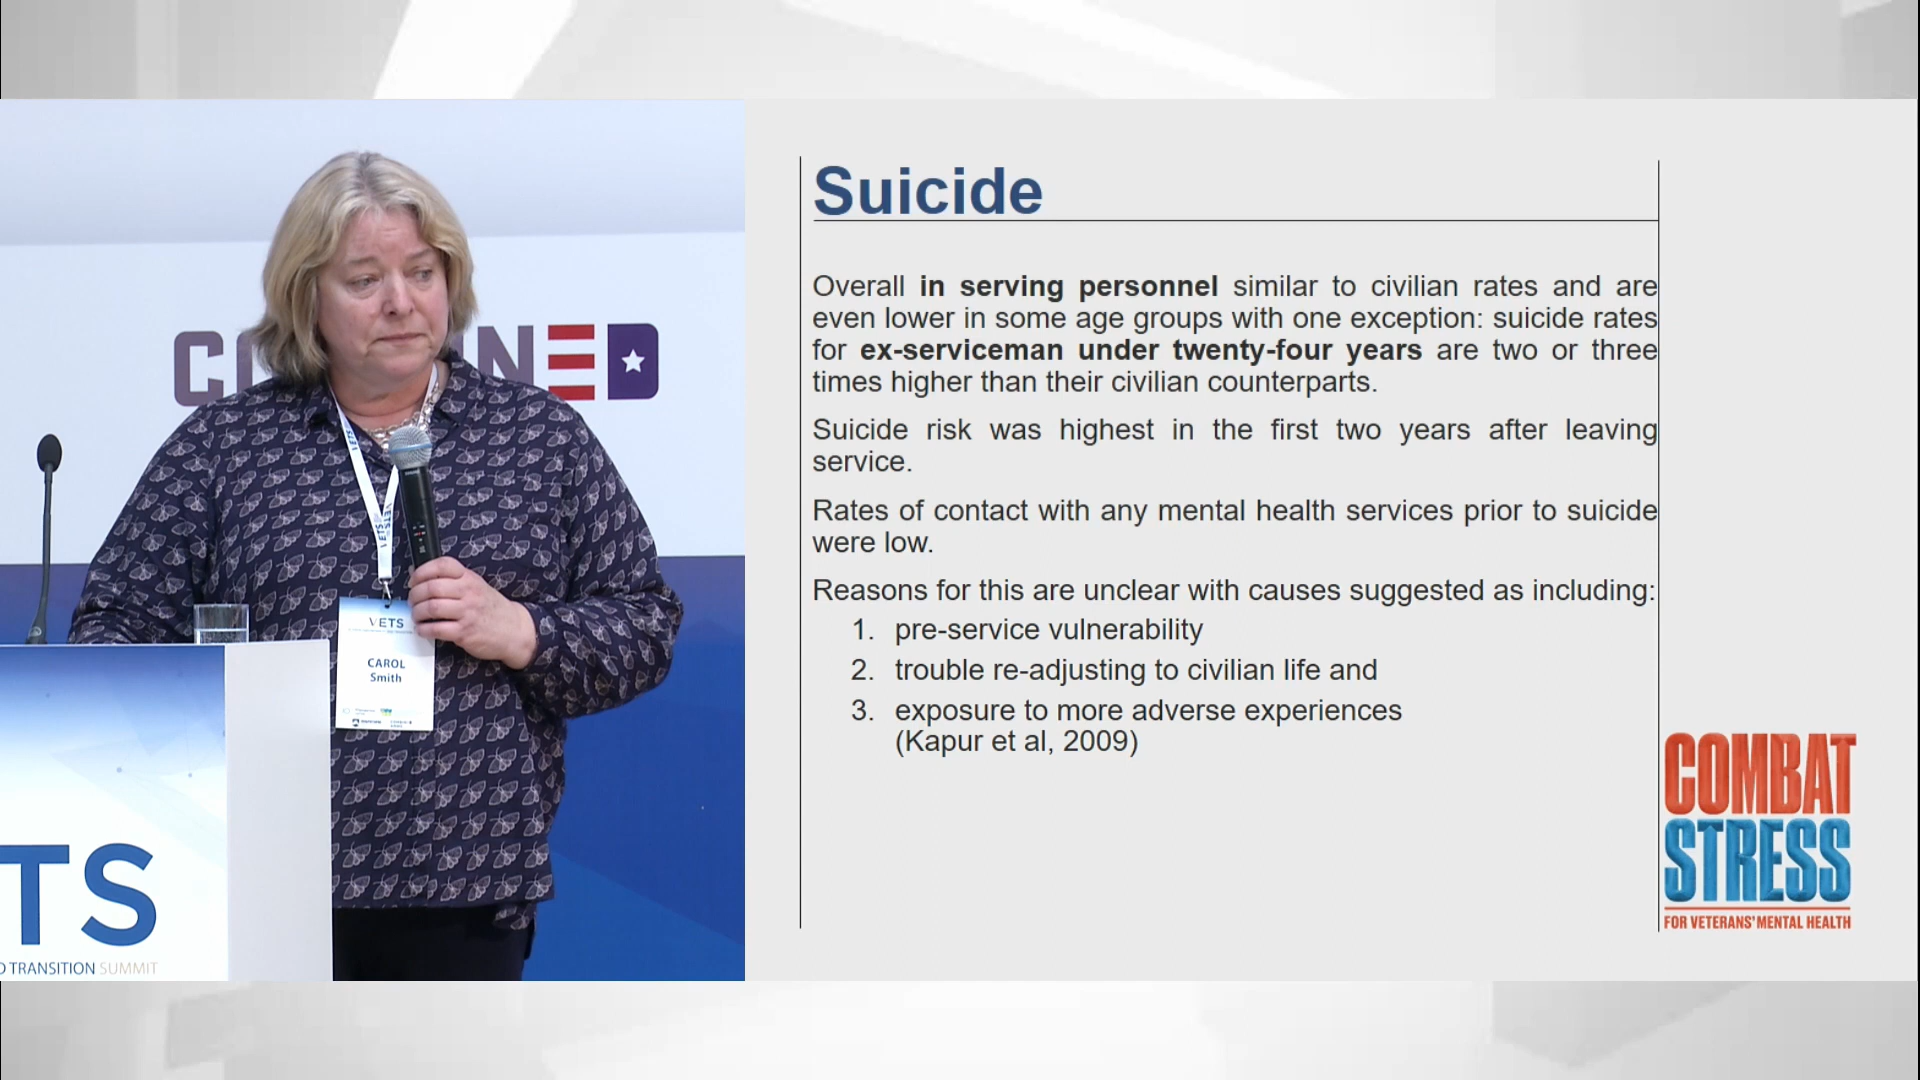 Suicide
Overall in serving personnel similar to civilian rates and are
even lower in some age groups with one exception: suicide rates
for ex-serviceman under twenty-four years are two or three
times higher than their civilian counterparts.
Suicide risk was highest in the first two years after leaving
service.
Rates of contact with any mental health services prior to suicide
were low.
Reasons for this are unclear with causes suggested as including:
1. pre-service vulnerability
2. trouble re-adjusting to civilian life and
3. exposure to more adverse experiences
(Kapur et al, 2009)
COMBAT
STRESS
FOR VETERANS' MENTAL HEALTH
VETS
CAROL
Smith
TS
TRANSITION SUMMIT